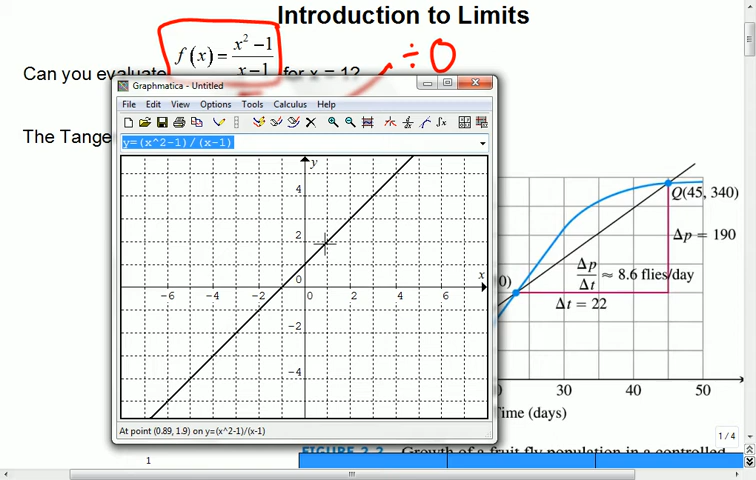 Introduction to Limits
Can you evaluate f(x) = x² − 1 / x − 1 for x = 1?
÷ 0
The Tange
Graphmatica - Untitled
File Edit View Options Tools Calculus Help
y=(x^2-1)/(x-1)
y
4
2
0
-2
-4
x
-6 -4 -2 0 2 4 6
At point (0.89, 1.9) on y=(x^2-1)/(x-1)
Q(45, 340)
Δp = 190
Δp/Δt ≈ 8.6 flies/day
Δt = 22
0)
0 30 40 50
Time (days)
1 / 4
FIGURE 2.2 Growth of a fruit fly population in a controlled
1